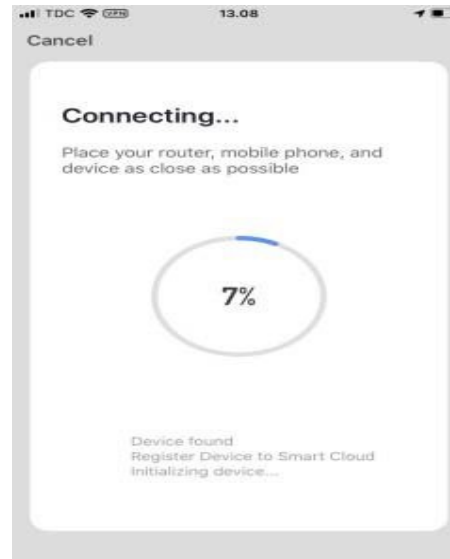 TDC VPN 13.08
Cancel
Connecting...
Place your router, mobile phone, and
device as close as possible
7%
Device found
Register Device to Smart Cloud
Initializing device...